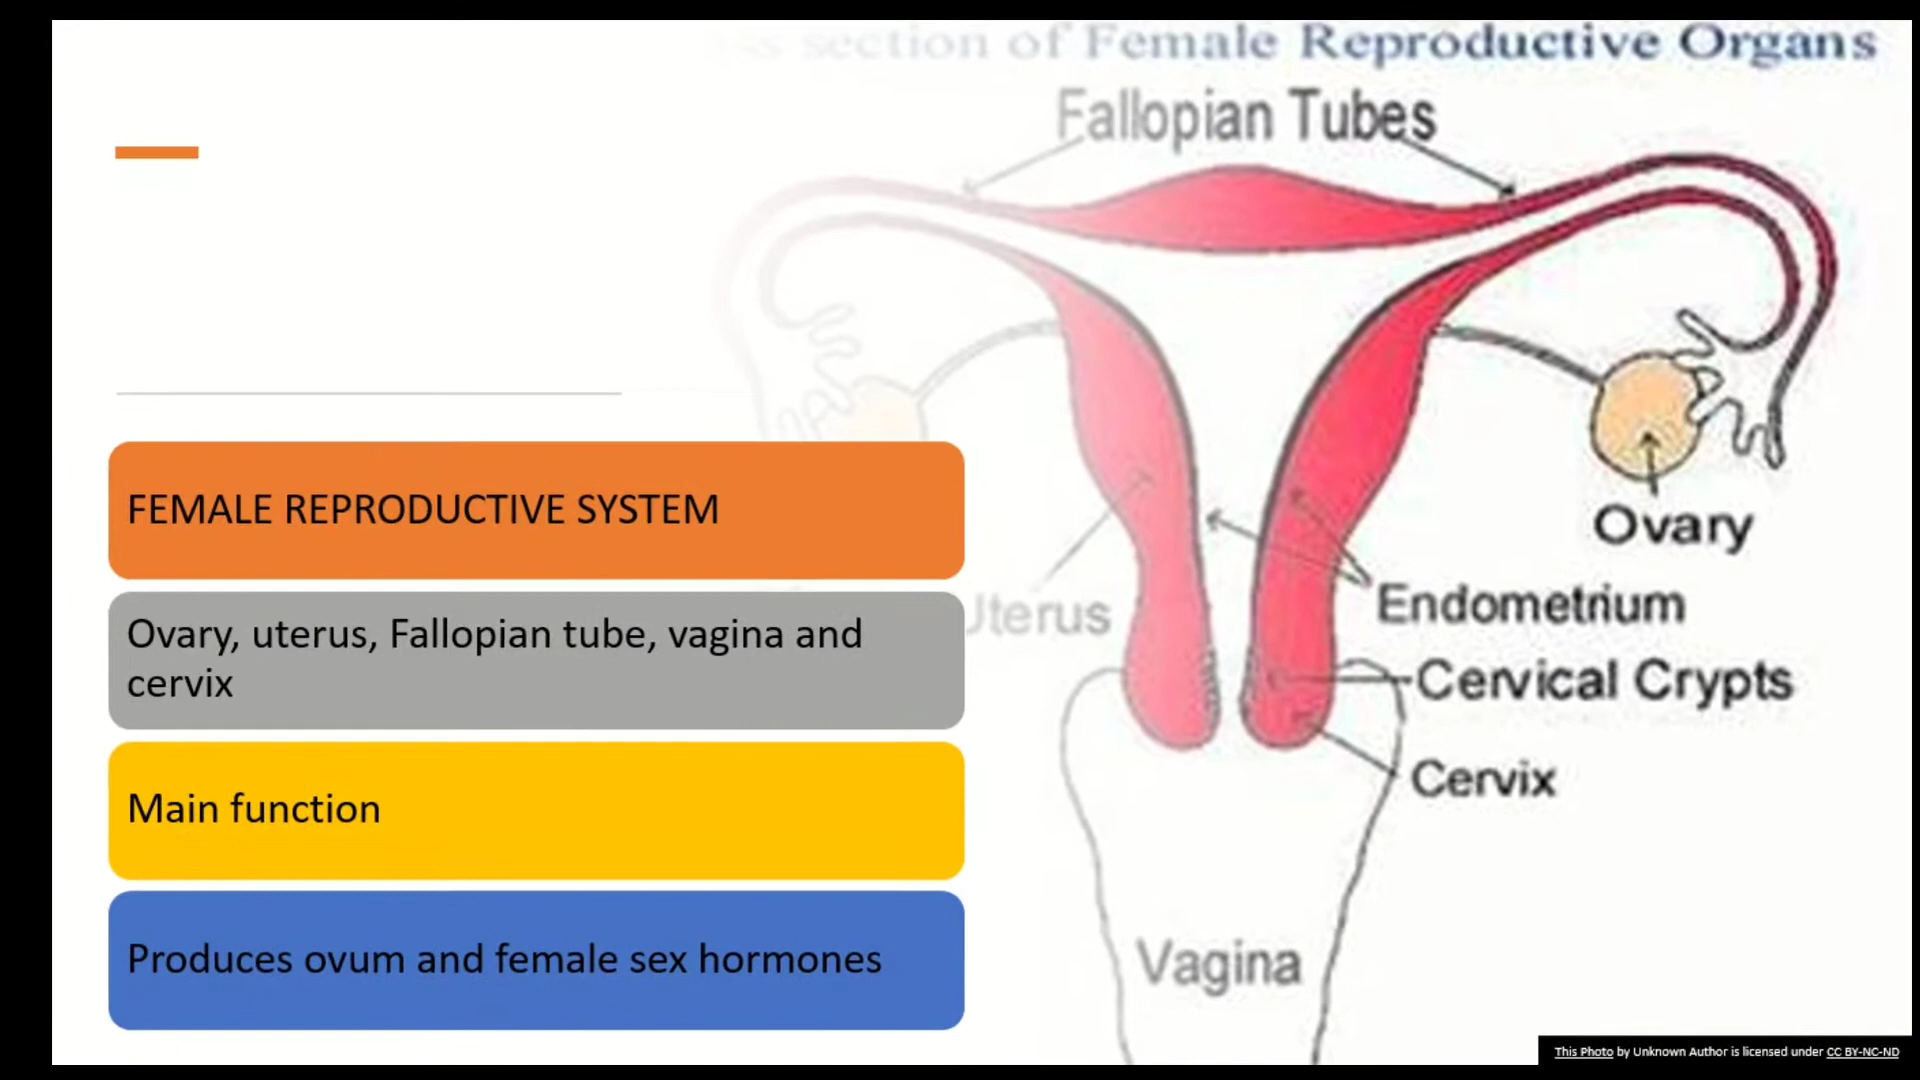 section of Female Reproductive Organs
Fallopian Tubes
FEMALE REPRODUCTIVE SYSTEM
Ovary, uterus, Fallopian tube, vagina and
cervix
Main function
Produces ovum and female sex hormones
Ovary
Endometrium
Uterus
Cervical Crypts
Cervix
Vagina
This Photo by Unknown Author is licensed under CC BY-NC-ND